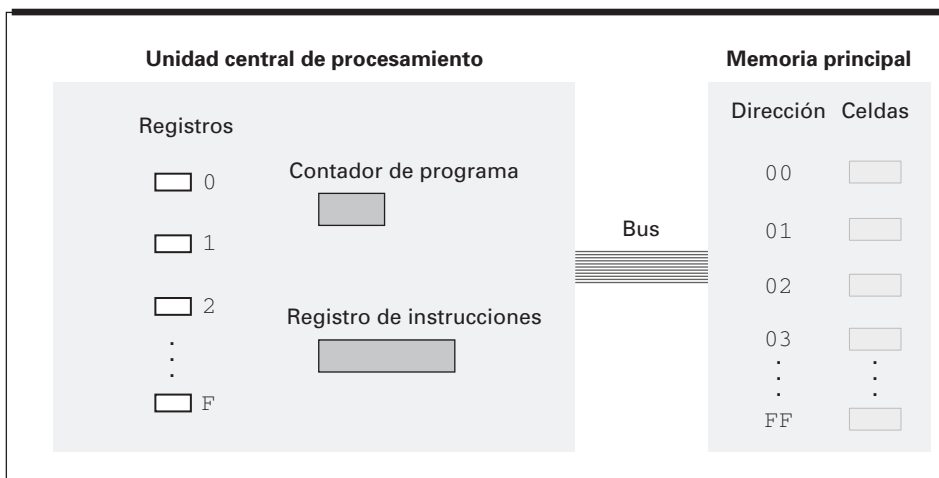 Unidad central de procesamiento
Memoria principal
Registros
0
1
2
.
.
.
F
Contador de programa
Registro de instrucciones
Bus
Dirección Celdas
00
01
02
03
. .
. .
. .
FF